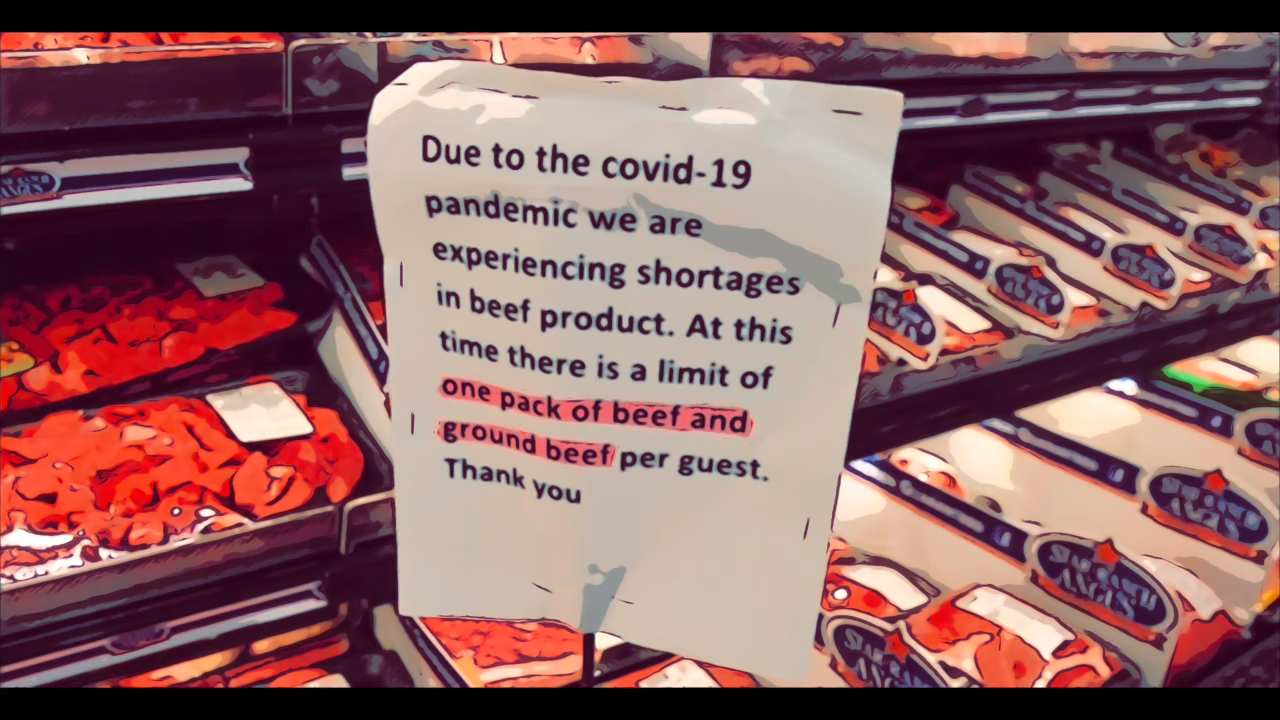 Due to the covid-19
pandemic we are
experiencing shortages
in beef product. At this
time there is a limit of
one pack of beef and
ground beef per guest.
Thank you